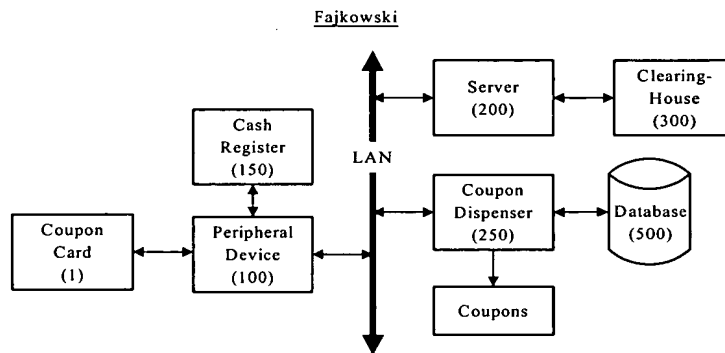 Fajkowski
Server
(200)
Clearing-
House
(300)
Cash
Register
(150)
LAN
Coupon
Card
(1)
Peripheral
Device
(100)
Coupon
Dispenser
(250)
Database
(500)
Coupons